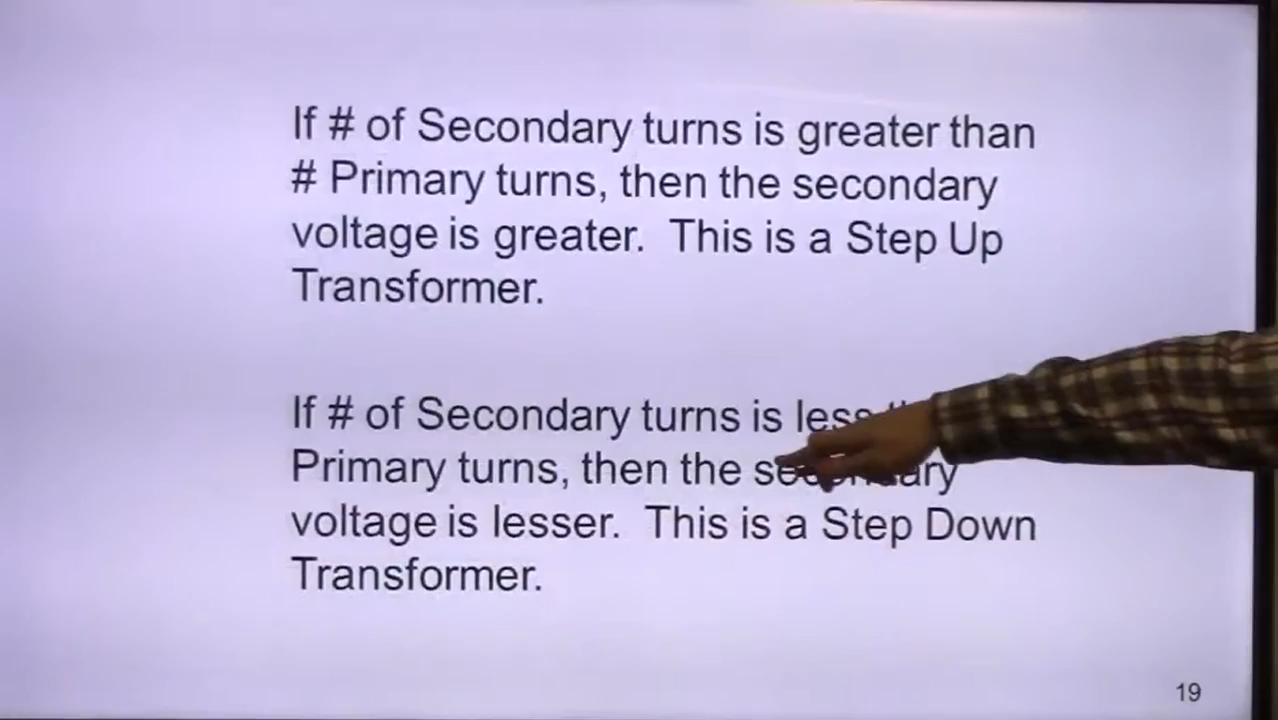 If # of Secondary turns is greater than
# Primary turns, then the secondary
voltage is greater. This is a Step Up
Transformer.
If # of Secondary turns is less
Primary turns, then the secondary
voltage is lesser. This is a Step Down
Transformer.
19